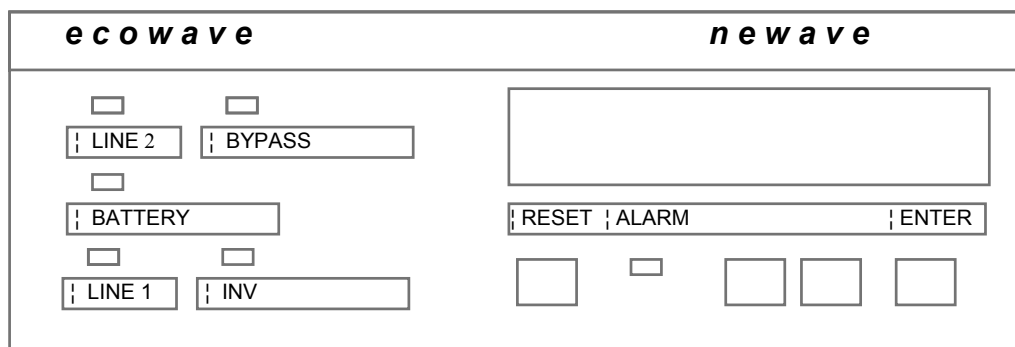 ecowave newave
¦ LINE 2 ¦ BYPASS
¦ BATTERY
¦ RESET ¦ ALARM ¦ ENTER
¦ LINE 1 ¦ INV